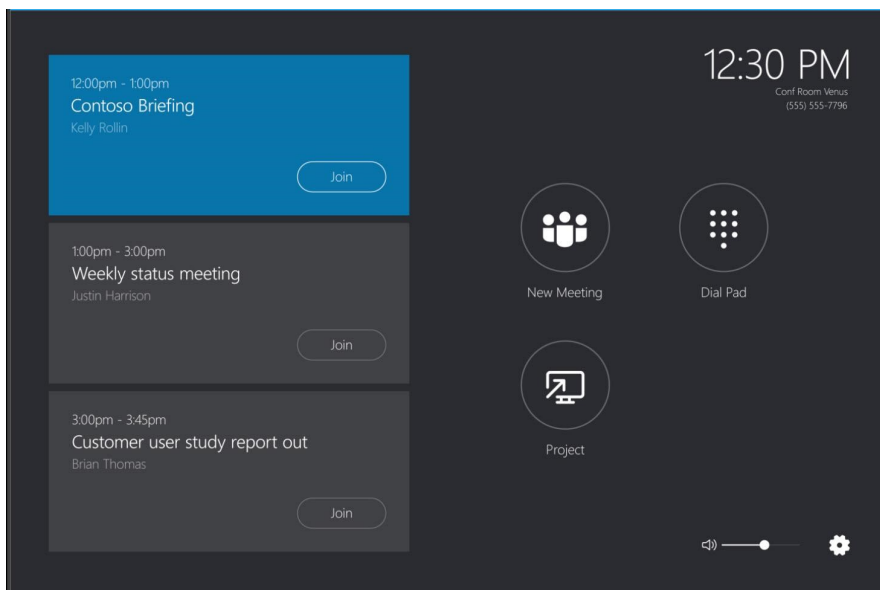 12:00pm - 1:00pm
Contoso Briefing
Kelly Rollin
Join
1:00pm - 3:00pm
Weekly status meeting
Justin Harrison
Join
3:00pm - 3:45pm
Customer user study report out
Brian Thomas
Join
12:30 PM
Conf Room Venus
(555) 555-7796
New Meeting
Dial Pad
Project